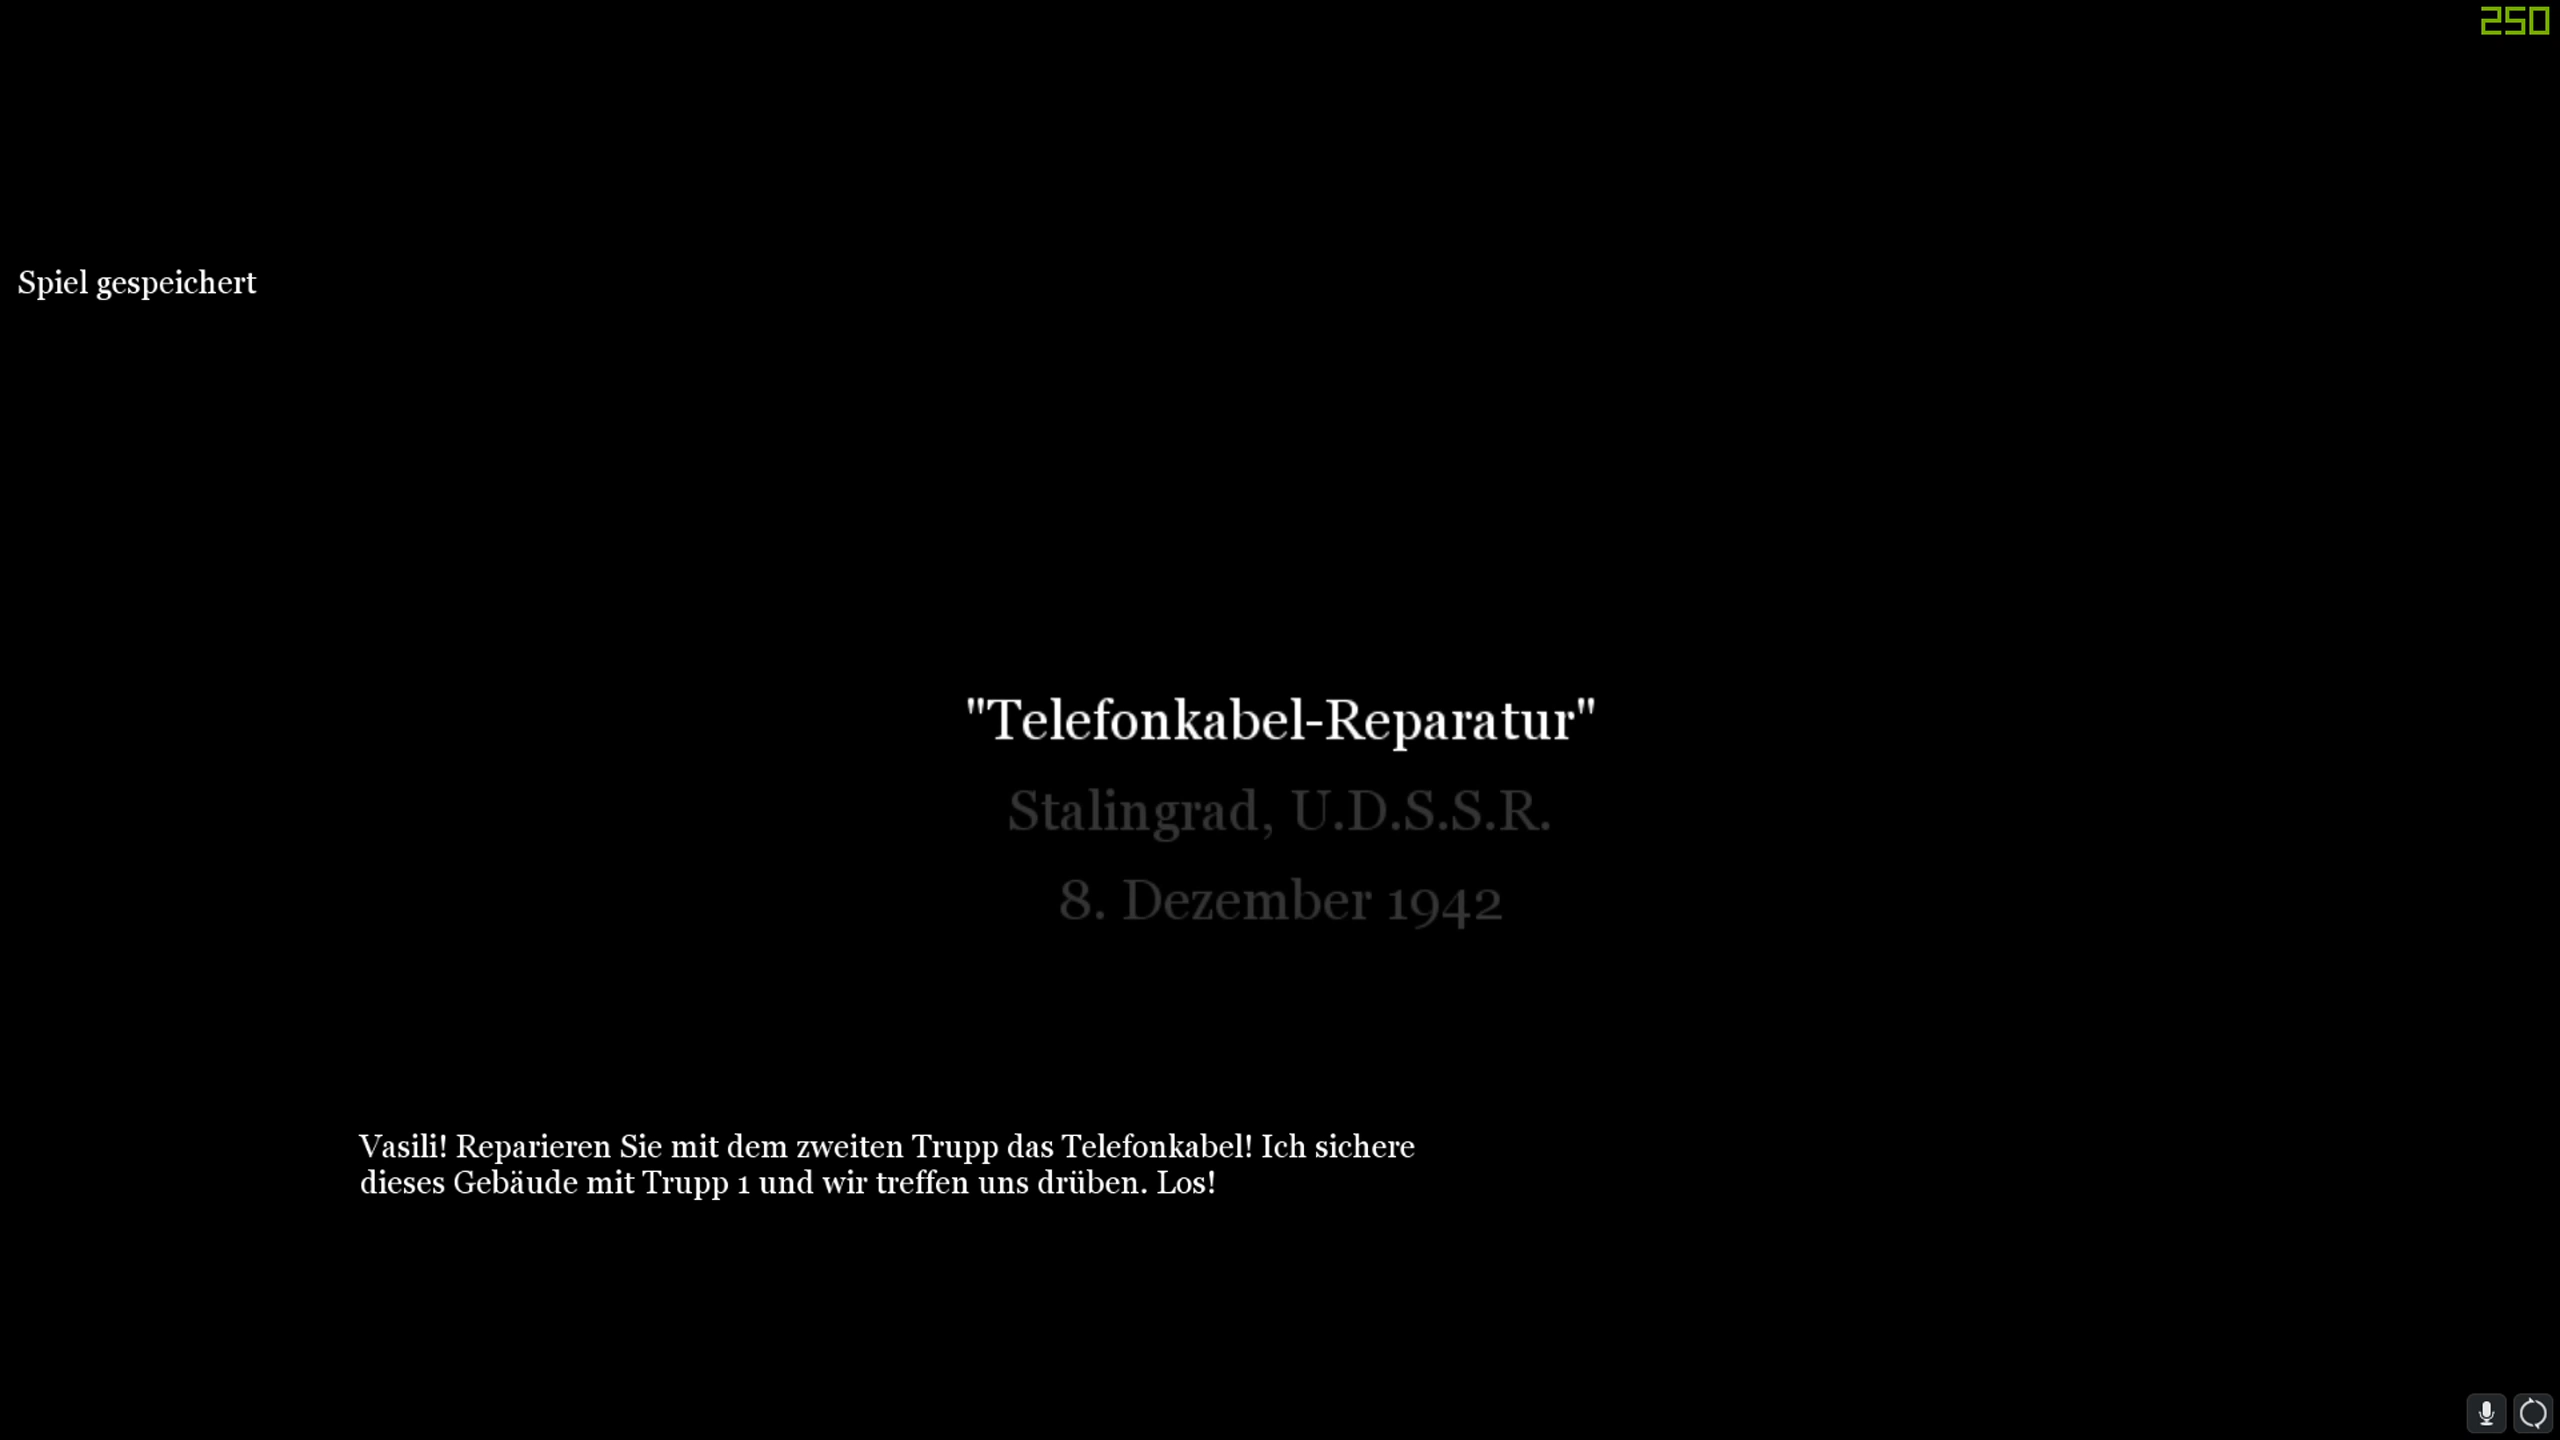 250
Spiel gespeichert
"Telefonkabel-Reparatur"
Stalingrad, U.D.S.S.R.
8. Dezember 1942
Vasili! Reparieren Sie mit dem zweiten Trupp das Telefonkabel! Ich sichere
dieses Gebäude mit Trupp 1 und wir treffen uns drüben. Los!